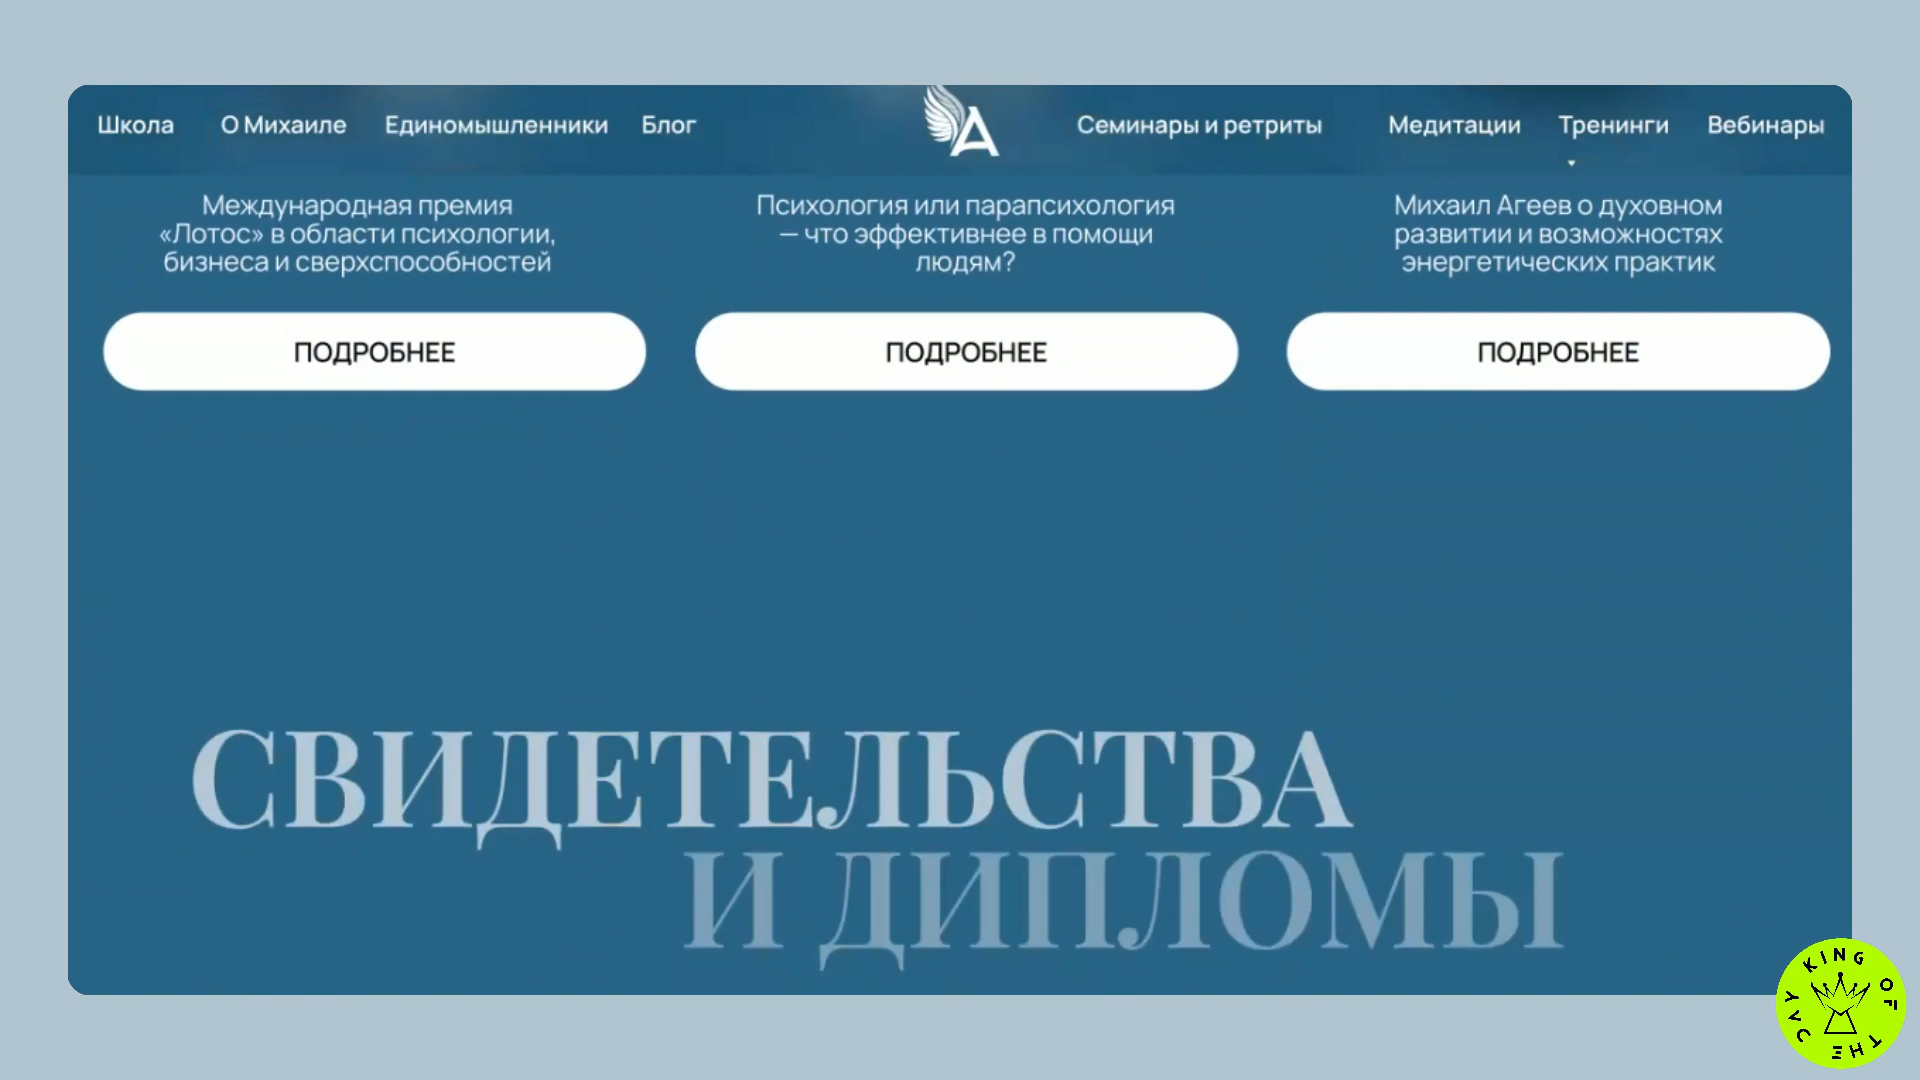 Школа О Михаиле Единомышленники Блог А Семинары и ретриты Медитации Тренинги Вебинары
Международная премия
«Лотос» в области психологии,
бизнеса и сверхспособностей
Психология или парапсихология
— что эффективнее в помощи
людям?
Михаил Агеев о духовном
развитии и возможностях
энергетических практик
ПОДРОБНЕЕ ПОДРОБНЕЕ ПОДРОБНЕЕ
СВИДЕТЕЛЬСТВА
И ДИПЛОМЫ
KING OF THE JAY